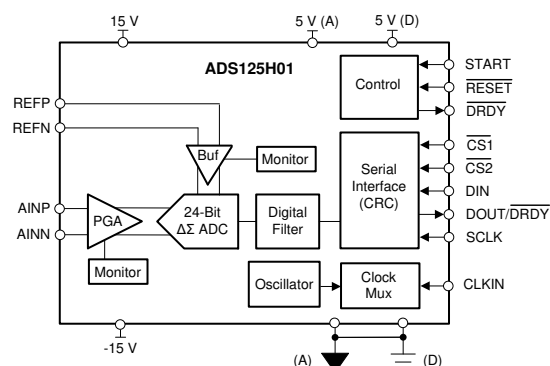 15 V
5 V (A)
5 V (D)
ADS125H01
REFP
REFN
AINP
AINN
PGA
Monitor
Buf
Monitor
24-Bit
ΔΣ ADC
Digital
Filter
Control
Serial
Interface
(CRC)
Oscillator
Clock
Mux
START
RESET
DRDY
CS1
CS2
DIN
DOUT/DRDY
SCLK
CLKIN
-15 V
(A)
(D)